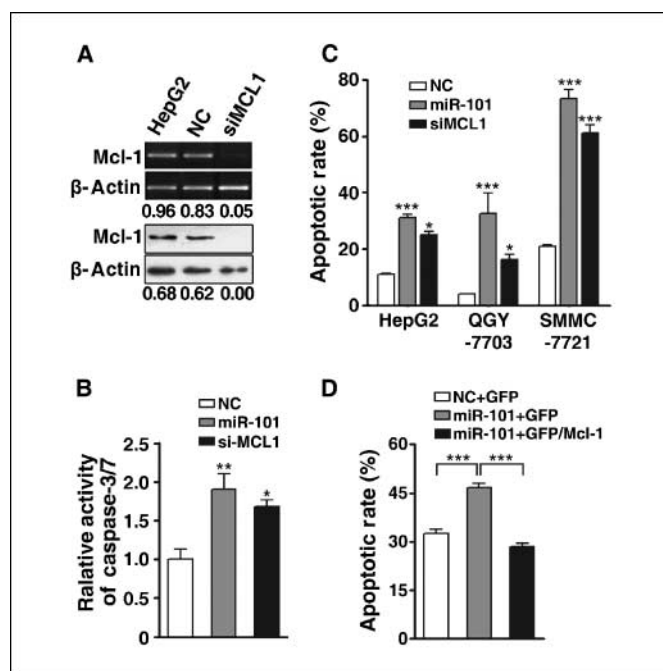 A
HepG2
NC
siMCL1
Mcl-1
β-Actin
0.96 0.83 0.05
Mcl-1
β-Actin
0.68 0.62 0.00
B
NC
miR-101
si-MCL1
Ralative activity
of caspase-3/7
2.5
2.0
1.5
1.0
0.5
0
**
*
C
NC
miR-101
siMCL1
Apoptotic rate (%)
80
60
40
20
0
***
*
***
*
***
***
HepG2
QGY
-7703
SMMC
-7721
D
NC+GFP
miR-101+GFP
miR-101+GFP/Mcl-1
Apoptotic rate (%)
60
45
30
15
0
*** ***